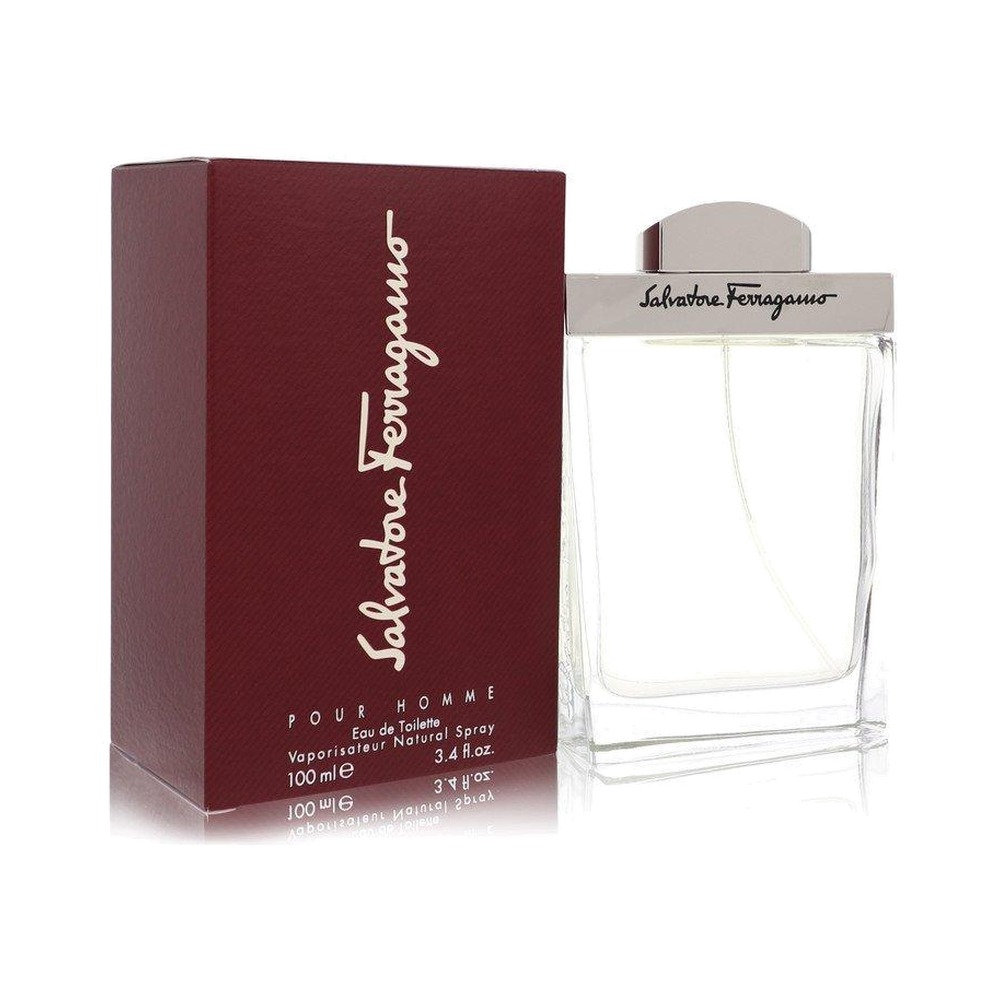 Salvatore Ferragamo
POUR HOMME
Eau de Toilette
Vaporisateur Natural Spray
100 ml e 3.4 fl.oz.
Salvatore Ferragamo